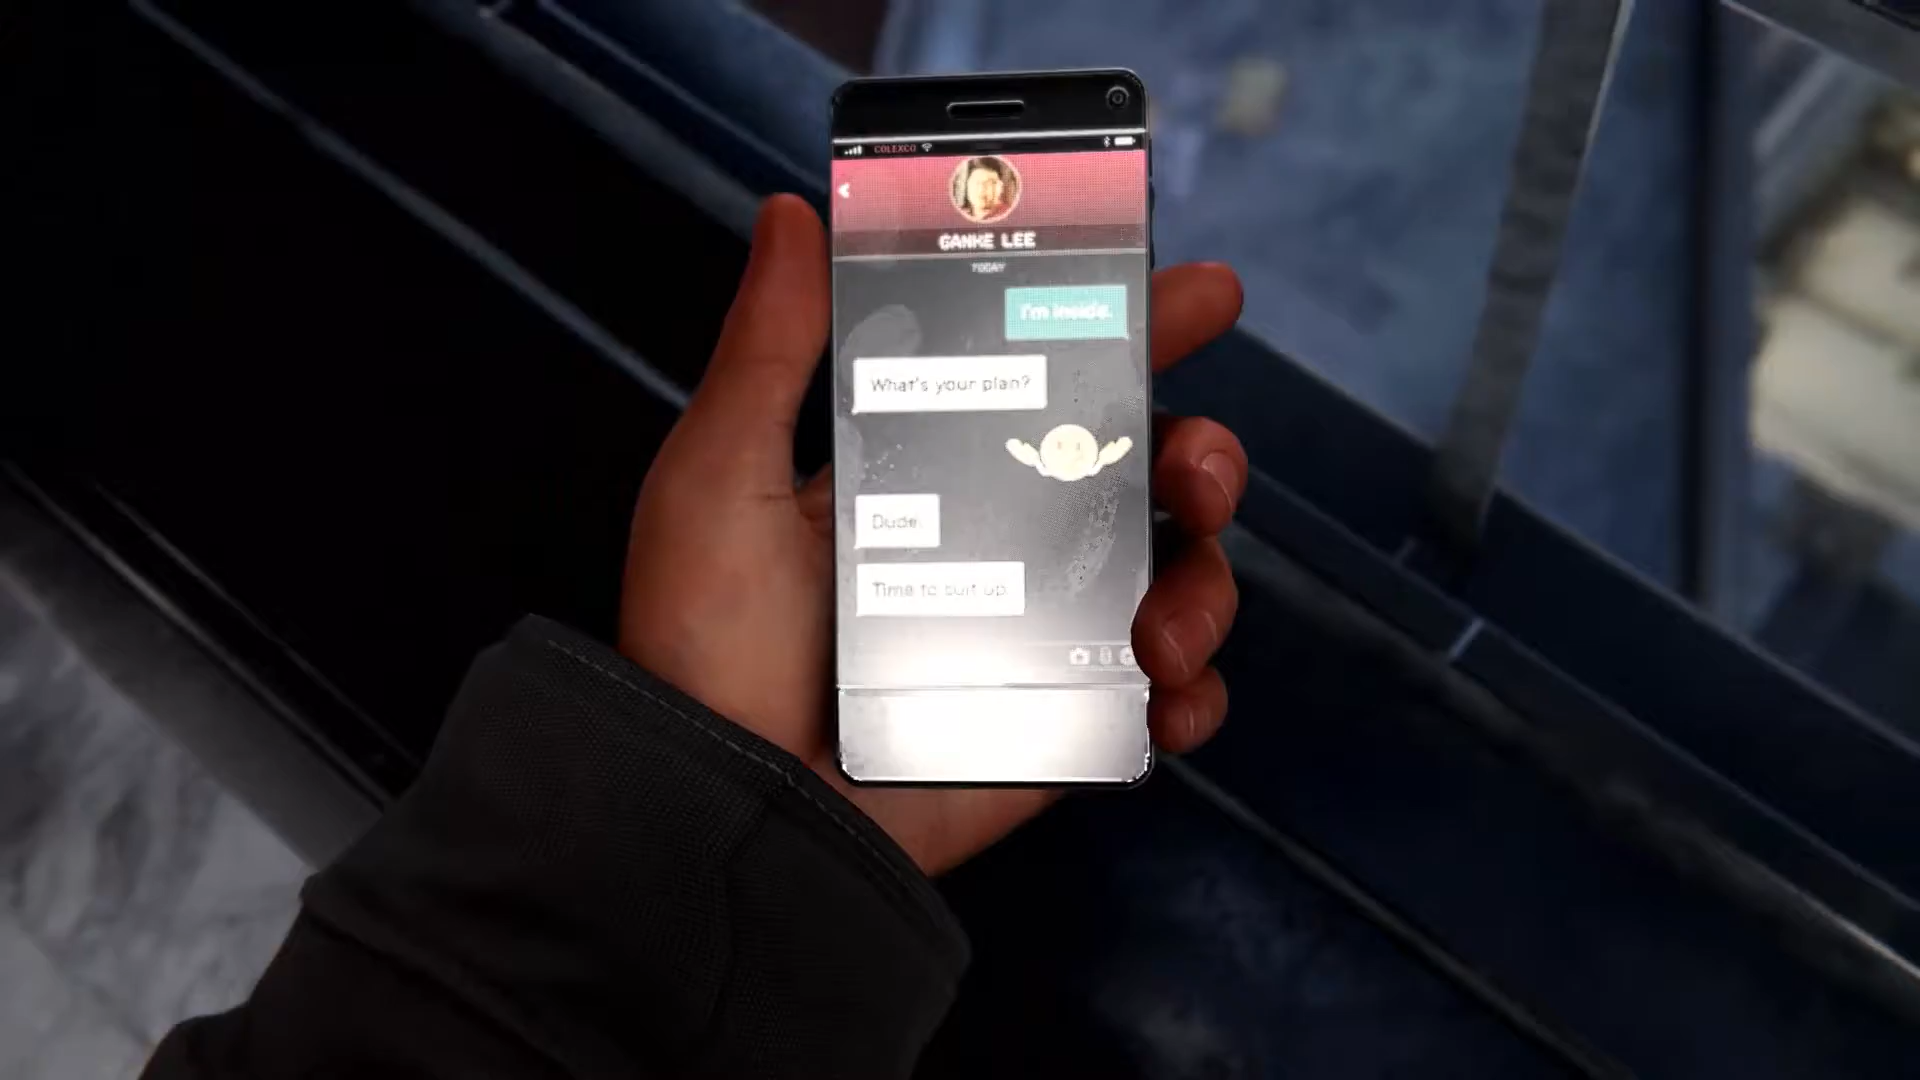 COLEXCO
GANKE LEE
TODAY
I'm inside.
What's your plan?
Dude.
Time to suit up.